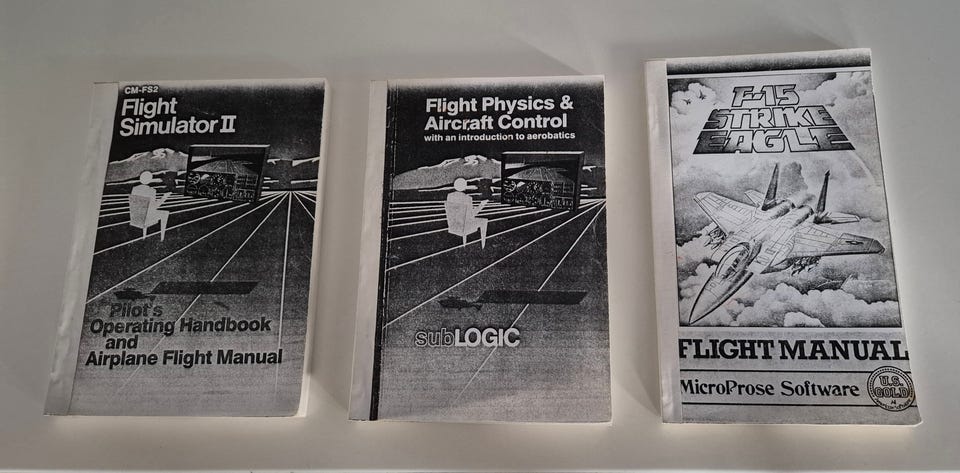 CM-FS2
Flight
Simulator II
Pilot's
Operating Handbook
and
Airplane Flight Manual
Flight Physics &
Aircraft Control
with an introduction to aerobatics
subLOGIC
F-15
STRIKE
EAGLE
FLIGHT MANUAL
MicroProse Software
U.S.
GOLD